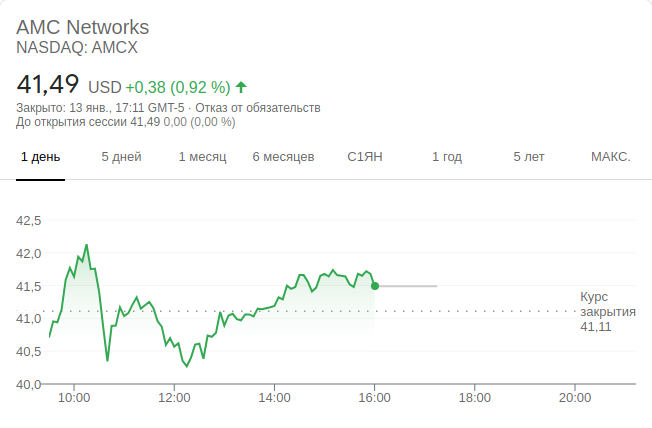 AMC Networks
NASDAQ: AMCX
41,49 USD +0,38 (0,92 %)
Закрыто: 13 янв., 17:11 GMT-5 · Отказ от обязательств
До открытия сессии 41,49 0,00 (0,00 %)
1 день 5 дней 1 месяц 6 месяцев С1ЯН 1 год 5 лет МАКС.
42,5
42,0
41,5
41,0
40,5
40,0
Курс
закрытия
41,11
10:00 12:00 14:00 16:00 18:00 20:00